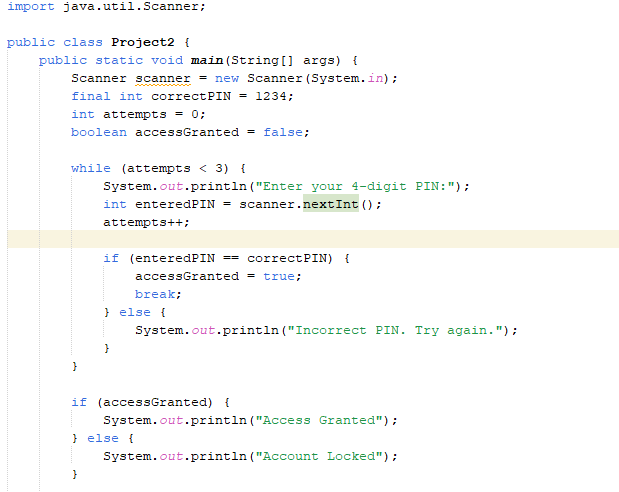 import java.util.Scanner;
public class Project2 {
    public static void main(String[] args) {
        Scanner scanner = new Scanner(System.in);
        final int correctPIN = 1234;
        int attempts = 0;
        boolean accessGranted = false;

        while (attempts < 3) {
            System.out.println("Enter your 4-digit PIN:");
            int enteredPIN = scanner.nextInt();
            attempts++;

            if (enteredPIN == correctPIN) {
                accessGranted = true;
                break;
            } else {
                System.out.println("Incorrect PIN. Try again.");
            }
        }

        if (accessGranted) {
            System.out.println("Access Granted");
        } else {
            System.out.println("Account Locked");
        }